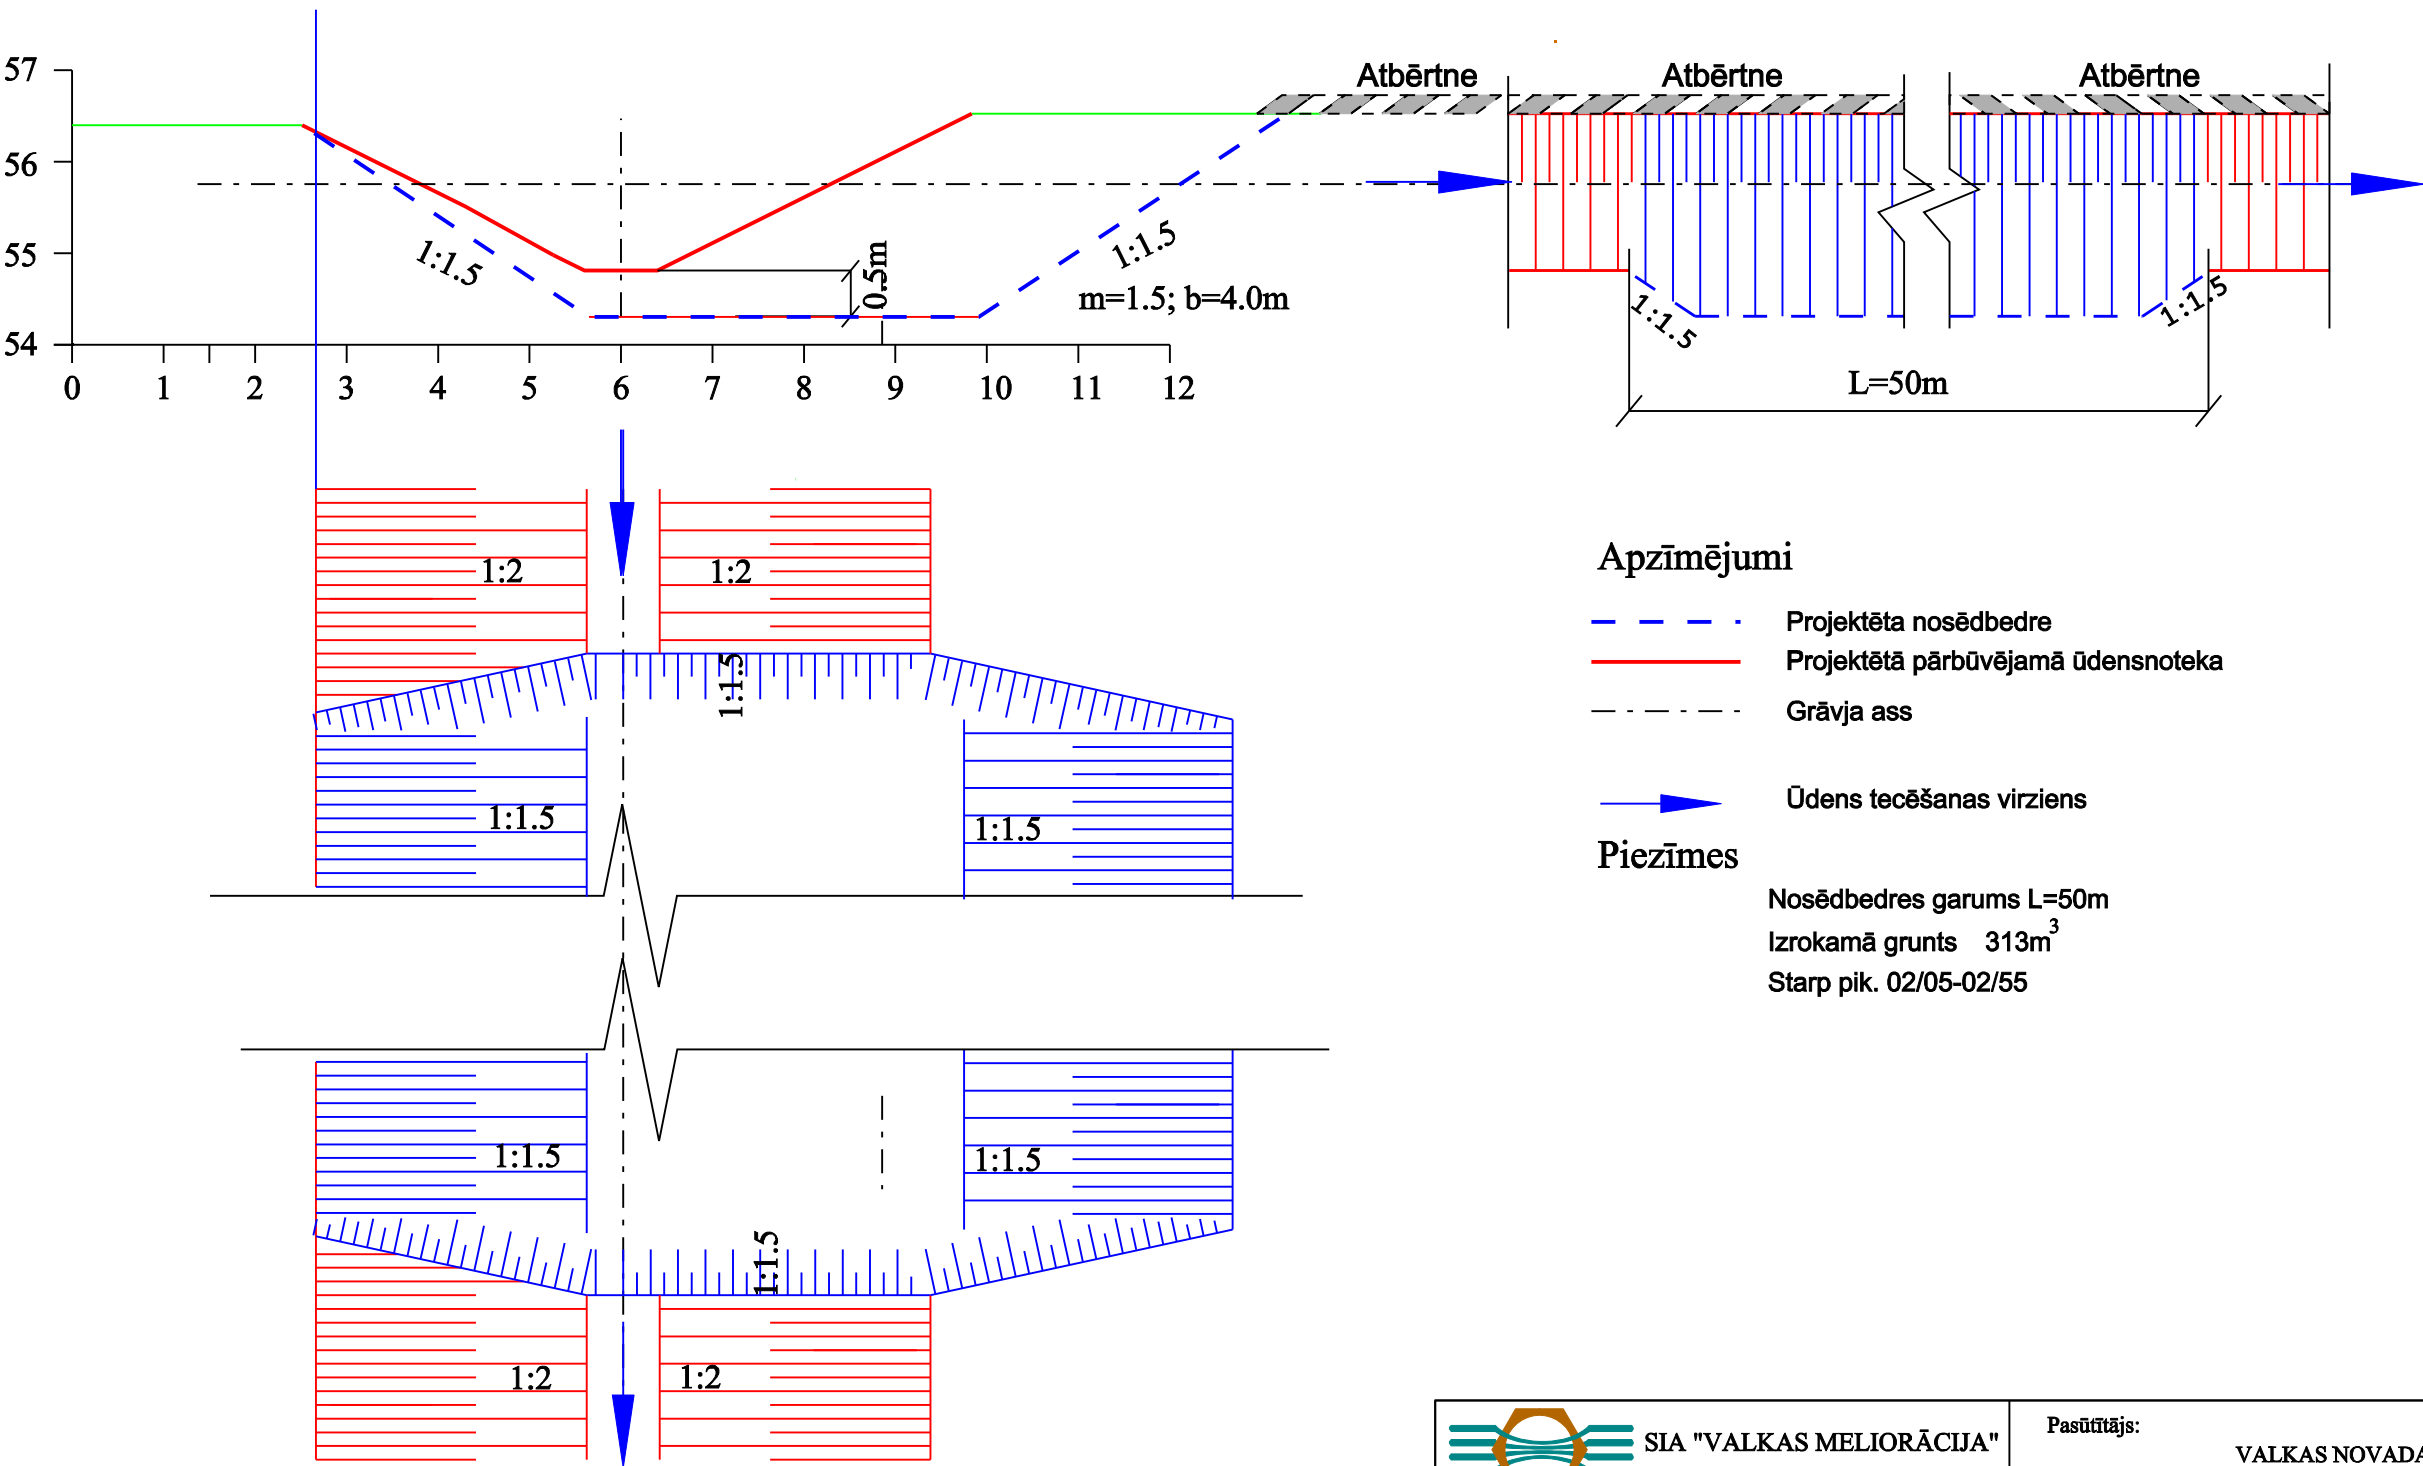 57
56
55
54
0 1 2 3 4 5 6 7 8 9 10 11 12
1:1.5
0.5m
1:1.5
m=1.5; b=4.0m
Atbērtne Atbērtne Atbērtne
1:1.5
1:1.5
L=50m
1:2 1:2
1:1.5
1:1.5 1:1.5
1:1.5 1:1.5
1:1.5
1:2 1:2
Apzīmējumi
Projektēta nosēdbedre
Projektētā pārbūvējamā ūdensnoteka
Grāvja ass
Ūdens tecēšanas virziens
Piezīmes
Nosēdbedres garums L=50m
Izrokamā grunts 313m³
Starp pik. 02/05-02/55
SIA "VALKAS MELIORĀCIJA"
Pasūtītājs:
VALKAS NOVADA